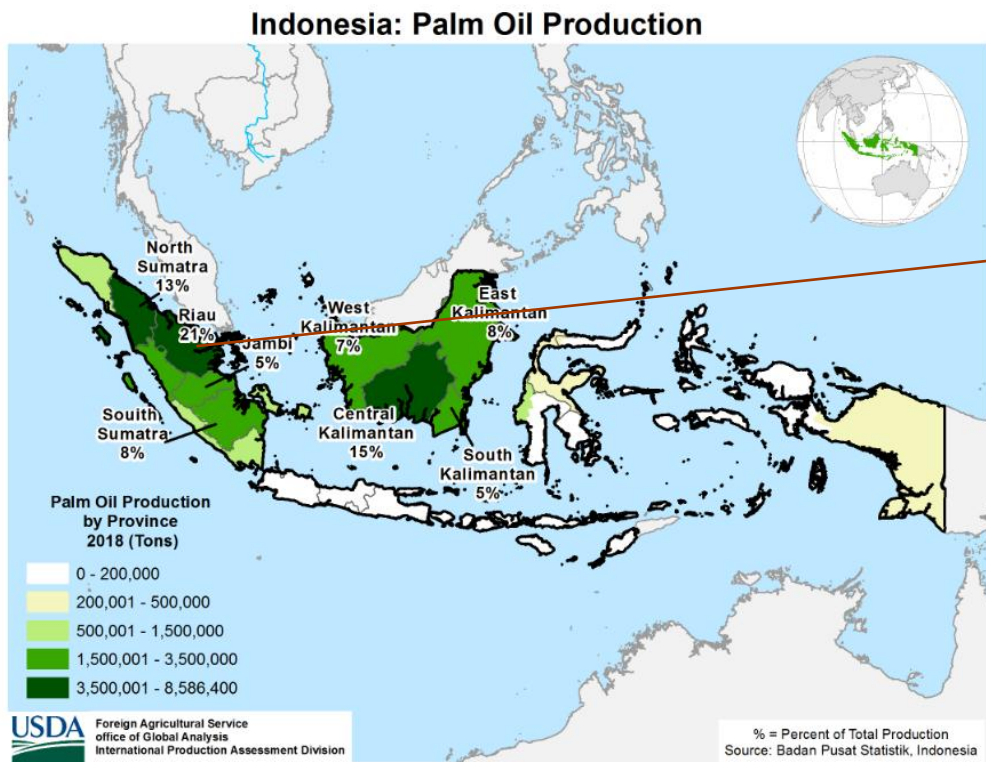 Indonesia: Palm Oil Production
North
Sumatra
13%
Riau
21%
Jambi
5%
West
Kalimantan
7%
East
Kalimantan
8%
Souith
Sumatra
8%
Central
Kalimantan
15%
South
Kalimantan
5%
Palm Oil Production
by Province
2018 (Tons)
0 - 200,000
200,001 - 500,000
500,001 - 1,500,000
1,500,001 - 3,500,000
3,500,001 - 8,586,400
USDA
Foreign Agricultural Service
office of Global Analysis
International Production Assessment Division
% = Percent of Total Production
Source: Badan Pusat Statistik, Indonesia